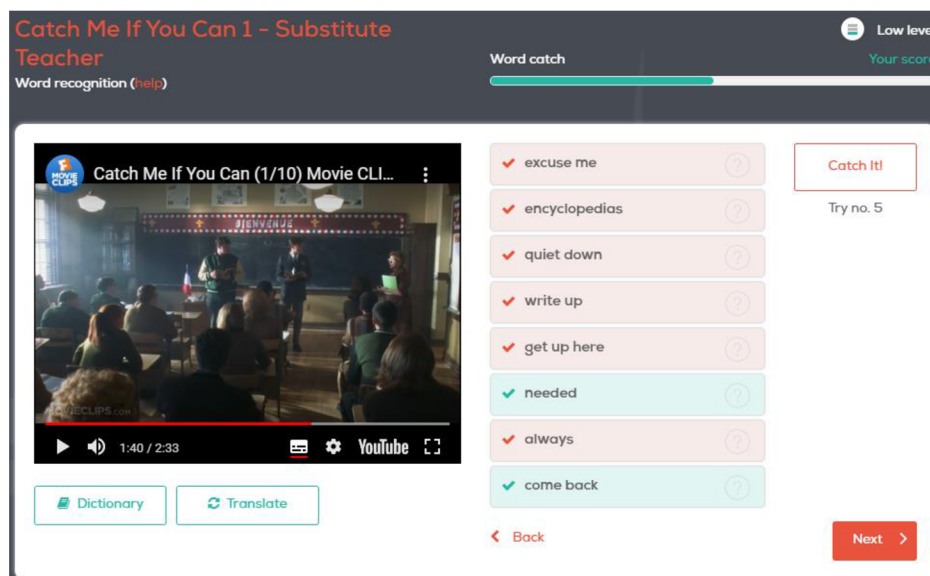 Catch Me If You Can 1 - Substitute
Teacher
Word recognition (help)
Low leve
Word catch
Your scor
MOVIE
CLIPS
Catch Me If You Can (1/10) Movie CLI...
BIENVENUE
MOVIECLIPS.COM
1:40 / 2:33
YouTube
Dictionary
Translate
excuse me ?
encyclopedias ?
quiet down ?
write up ?
get up here ?
needed ?
always ?
come back ?
Back
Catch It!
Try no. 5
Next